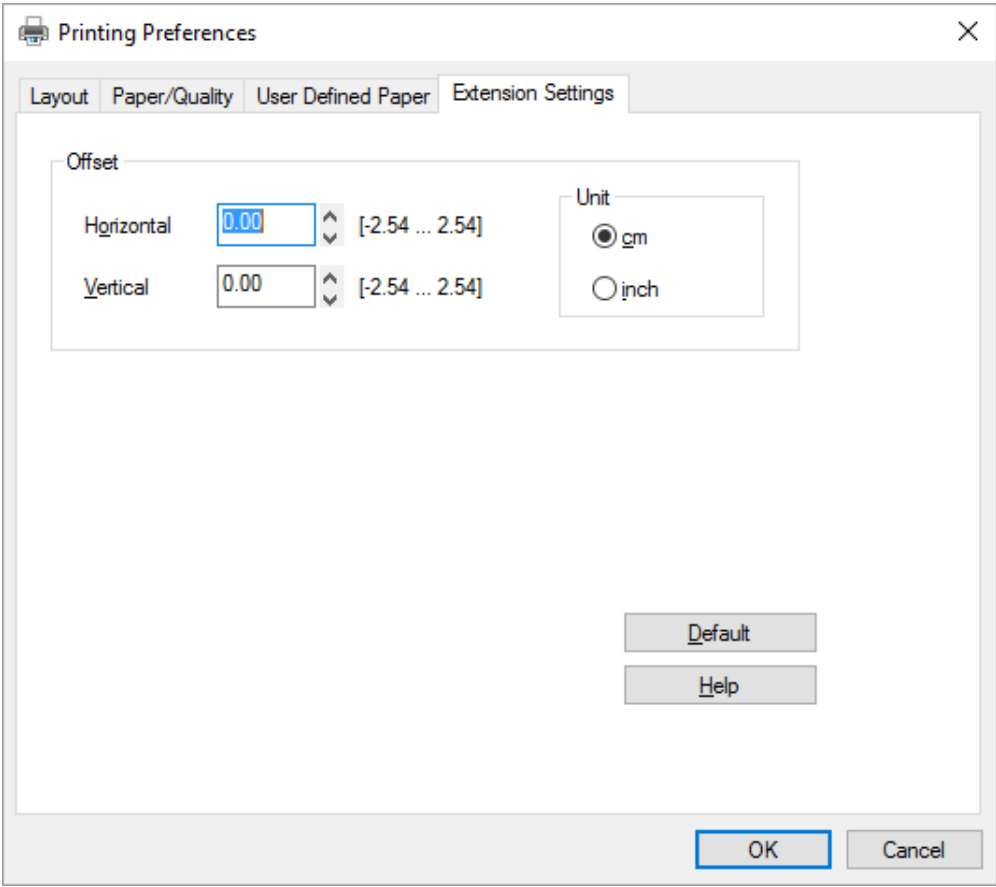 Printing Preferences
Layout Paper/Quality User Defined Paper Extension Settings
Offset
Unit
Horizontal 0.00 [-2.54 ... 2.54]
cm
Vertical 0.00 [-2.54 ... 2.54]
inch
Default
Help
OK Cancel